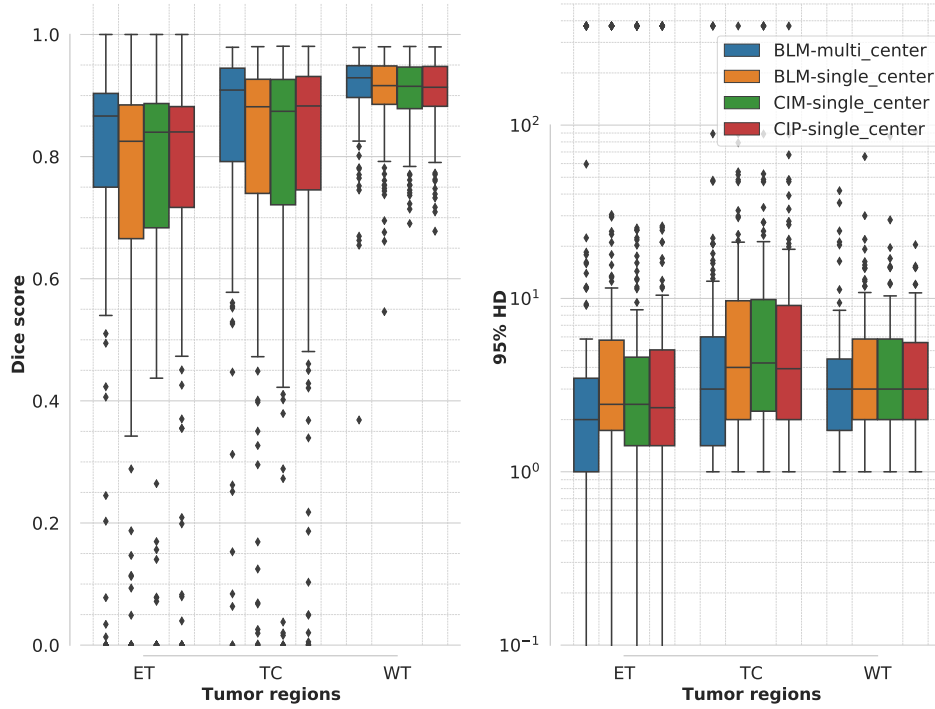 1.0
0.8
0.6
0.4
0.2
0.0
Dice score
ET
TC
WT
Tumor regions
10²
10¹
10⁰
10⁻¹
95% HD
BLM-multi_center
BLM-single_center
CIM-single_center
CIP-single_center
ET
TC
WT
Tumor regions